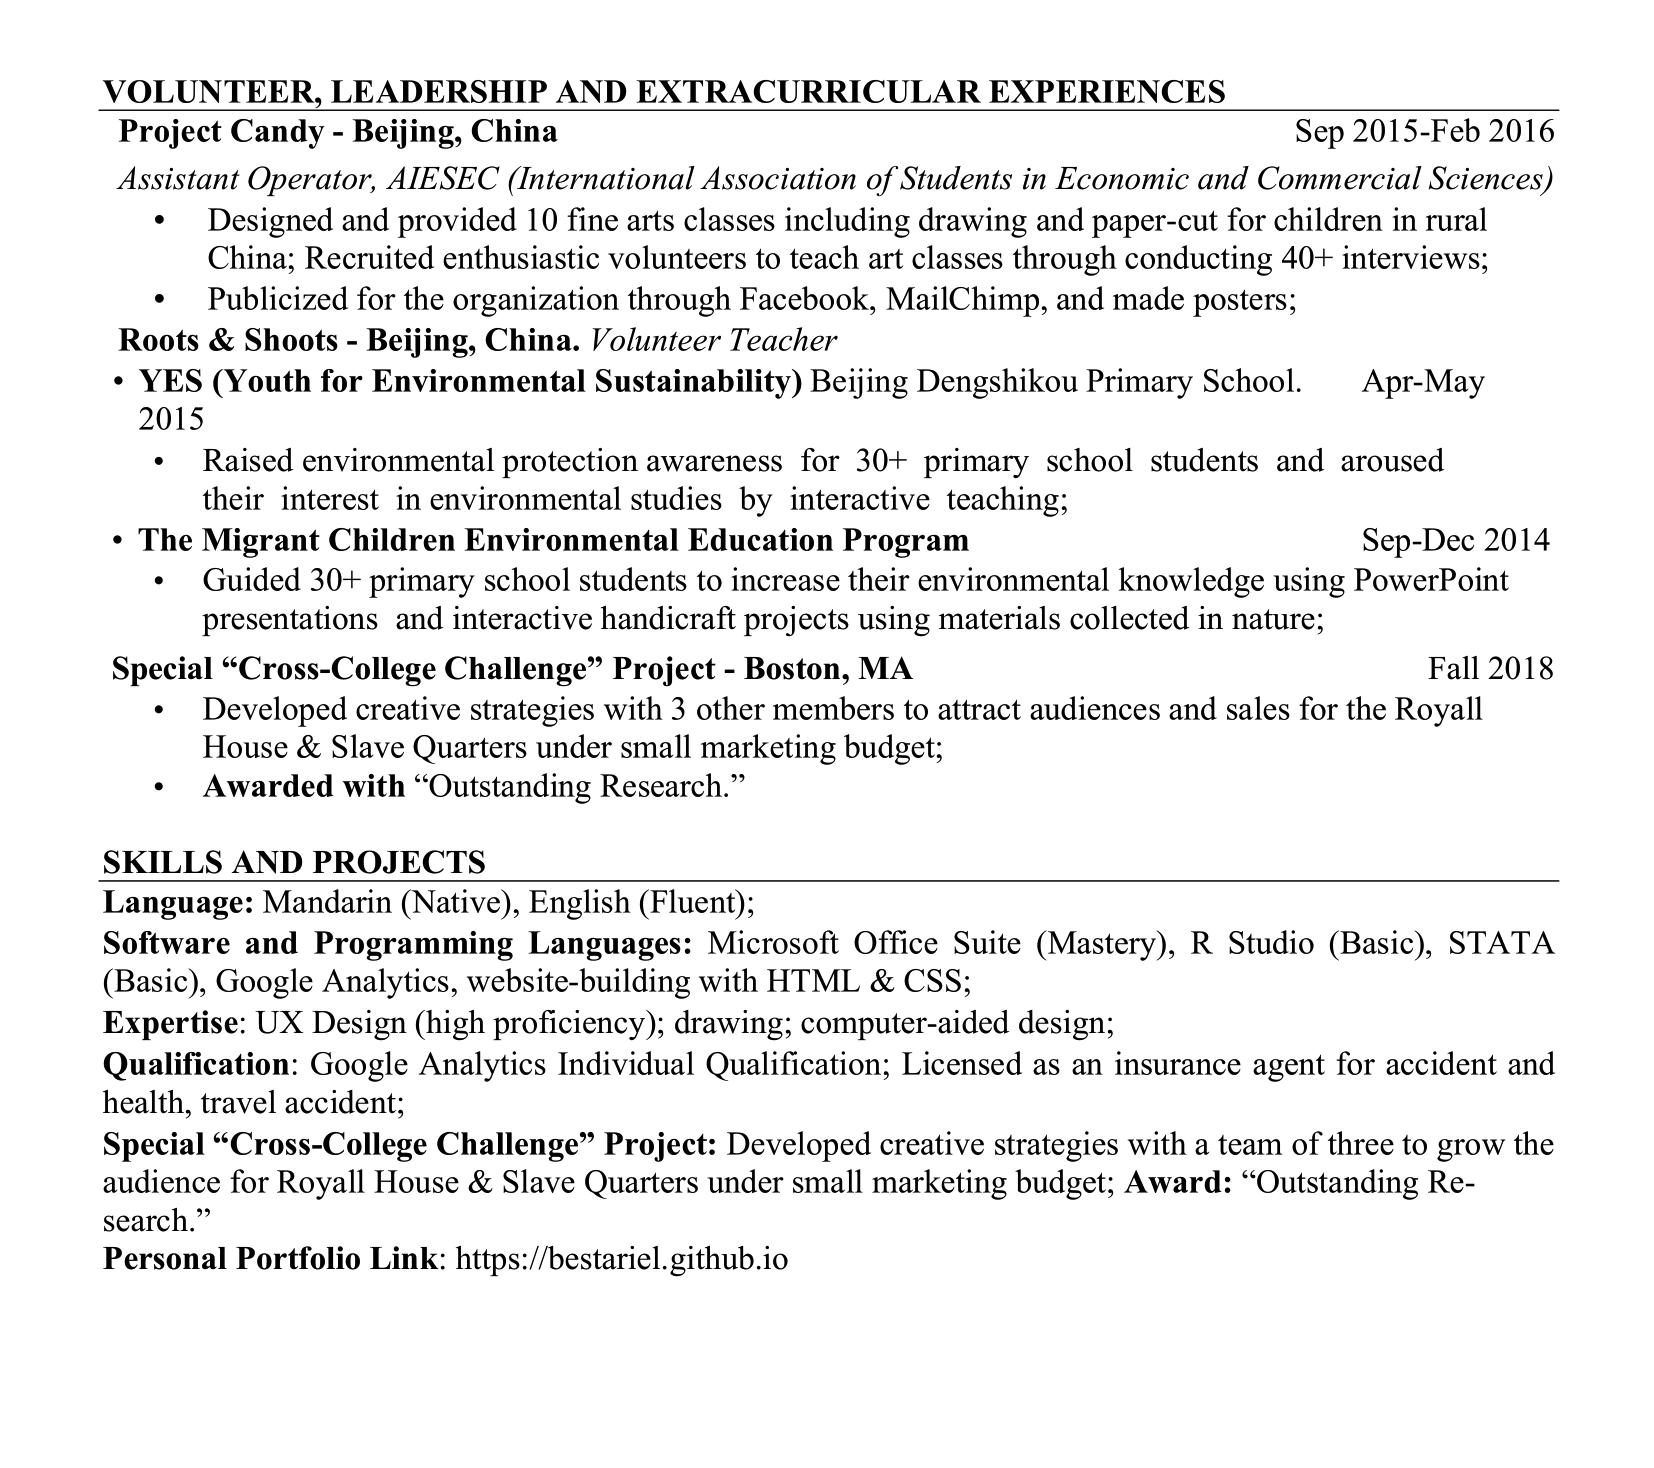 VOLUNTEER, LEADERSHIP AND EXTRACURRICULAR EXPERIENCES
Project Candy - Beijing, China Sep 2015-Feb 2016
Assistant Operator, AIESEC (International Association of Students in Economic and Commercial Sciences)
• Designed and provided 10 fine arts classes including drawing and paper-cut for children in rural
China; Recruited enthusiastic volunteers to teach art classes through conducting 40+ interviews;
• Publicized for the organization through Facebook, MailChimp, and made posters;
Roots & Shoots - Beijing, China. Volunteer Teacher
• YES (Youth for Environmental Sustainability) Beijing Dengshikou Primary School. Apr-May
2015
• Raised environmental protection awareness for 30+ primary school students and aroused
their interest in environmental studies by interactive teaching;
• The Migrant Children Environmental Education Program Sep-Dec 2014
• Guided 30+ primary school students to increase their environmental knowledge using PowerPoint
presentations and interactive handicraft projects using materials collected in nature;
Special “Cross-College Challenge” Project - Boston, MA Fall 2018
• Developed creative strategies with 3 other members to attract audiences and sales for the Royall
House & Slave Quarters under small marketing budget;
• Awarded with “Outstanding Research.”
SKILLS AND PROJECTS
Language: Mandarin (Native), English (Fluent);
Software and Programming Languages: Microsoft Office Suite (Mastery), R Studio (Basic), STATA
(Basic), Google Analytics, website-building with HTML & CSS;
Expertise: UX Design (high proficiency); drawing; computer-aided design;
Qualification: Google Analytics Individual Qualification; Licensed as an insurance agent for accident and
health, travel accident;
Special “Cross-College Challenge” Project: Developed creative strategies with a team of three to grow the
audience for Royall House & Slave Quarters under small marketing budget; Award: “Outstanding Re-
search.”
Personal Portfolio Link: https://bestariel.github.io